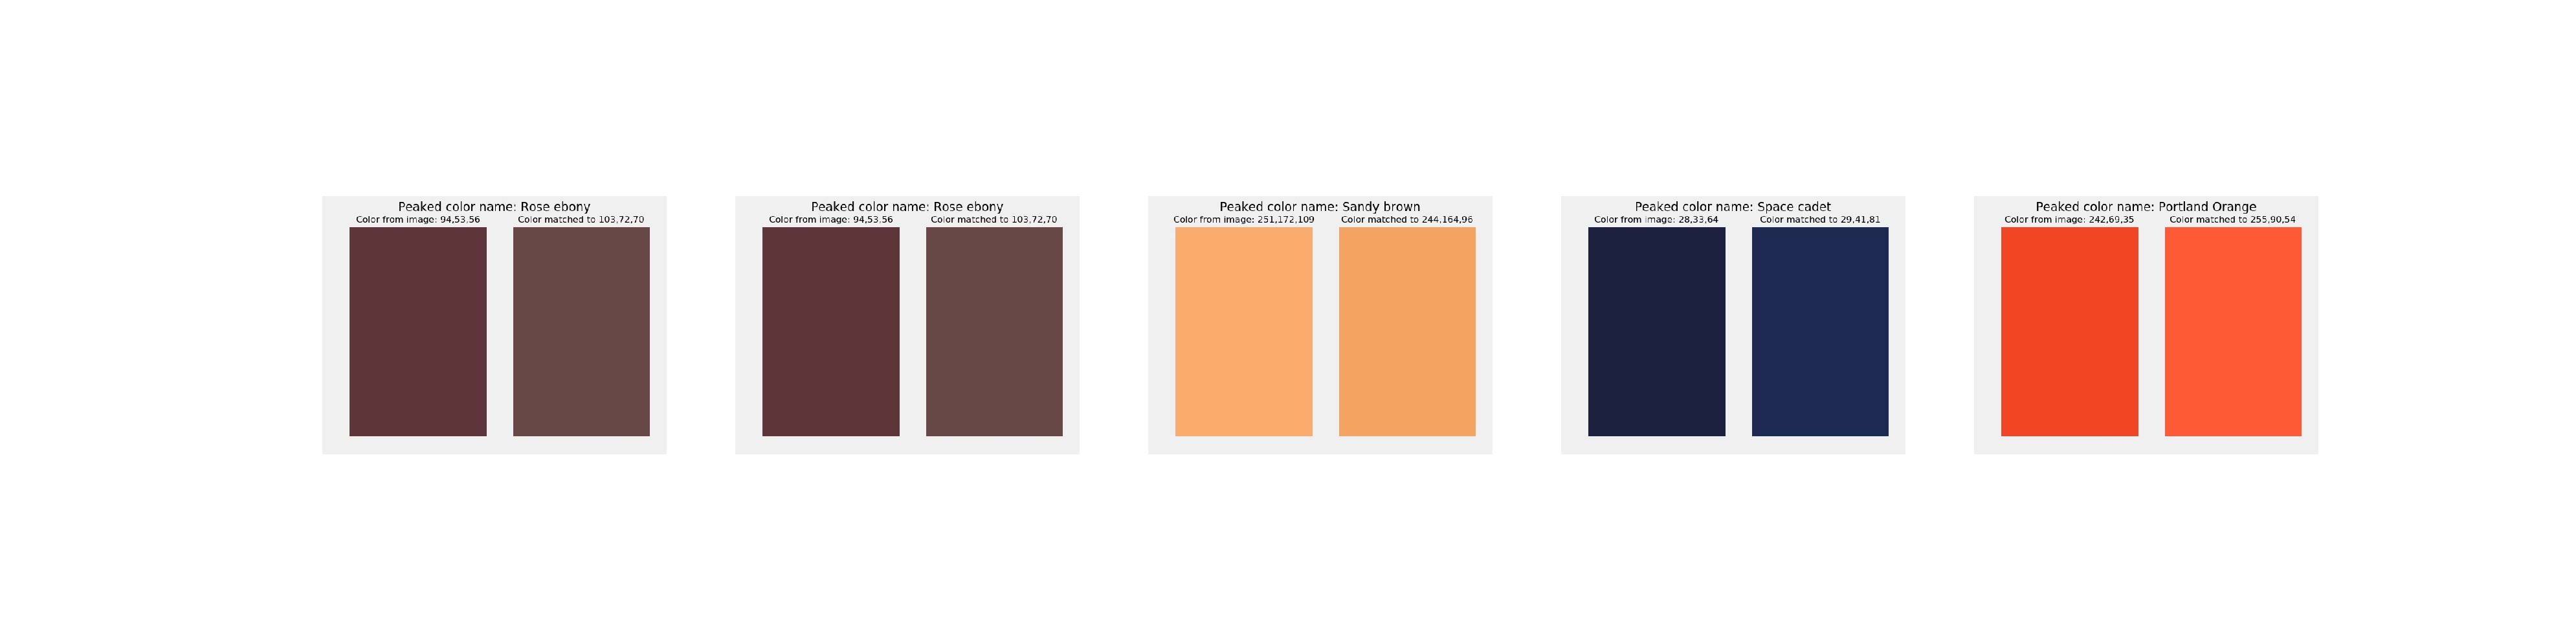 Peaked color name: Rose ebony
Color from image: 94,53,56
Color matched to 103,72,70
Peaked color name: Rose ebony
Color from image: 94,53,56
Color matched to 103,72,70
Peaked color name: Sandy brown
Color from image: 251,172,109
Color matched to 244,164,96
Peaked color name: Space cadet
Color from image: 28,33,64
Color matched to 29,41,81
Peaked color name: Portland Orange
Color from image: 242,69,35
Color matched to 255,90,54